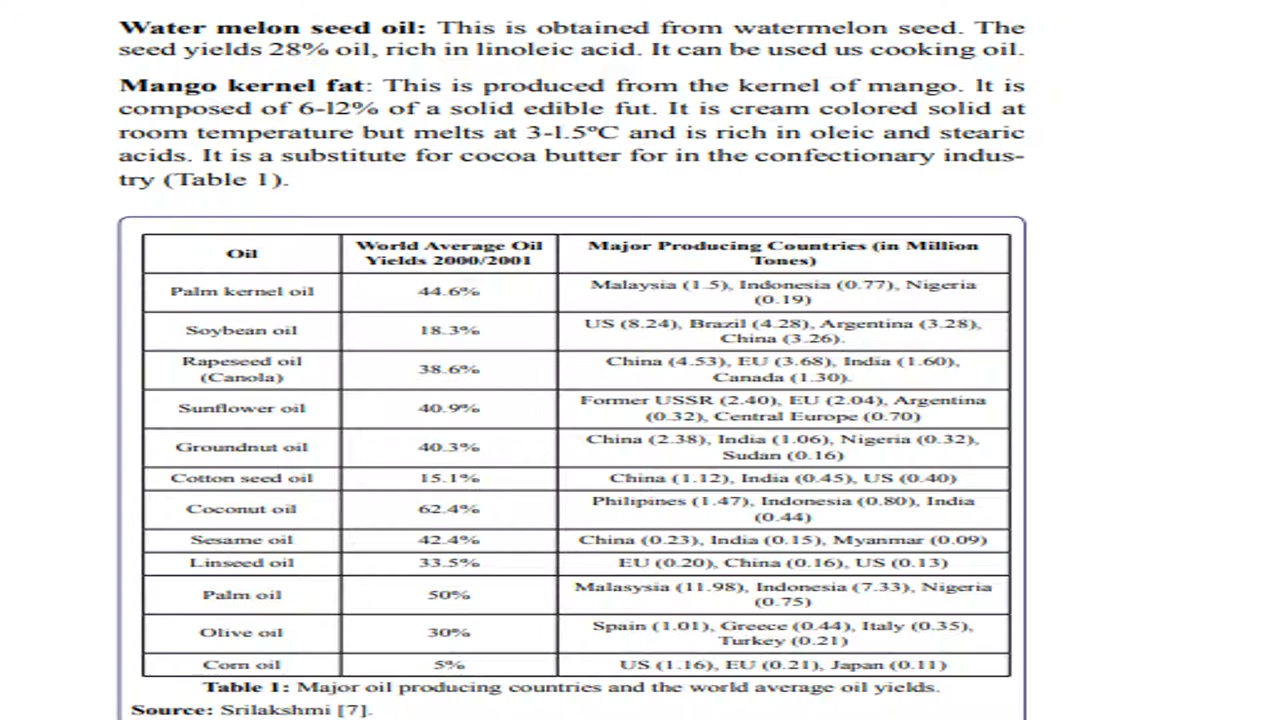 Water melon seed oil: This is obtained from watermelon seed. The
seed yields 28% oil, rich in linoleic acid. It can be used us cooking oil.
Mango kernel fat: This is produced from the kernel of mango. It is
composed of 6-l2% of a solid edible fut. It is cream colored solid at
room temperature but melts at 3-l.5ºC and is rich in oleic and stearic
acids. It is a substitute for cocoa butter for in the confectionary indus-
try (Table 1).
Oil
World Average Oil
Yields 2000/2001
Major Producing Countries (in Million
Tones)
Palm kernel oil
44.6%
Malaysia (1.5), Indonesia (0.77), Nigeria
(0.19)
Soybean oil
18.3%
US (8.24), Brazil (4.28), Argentina (3.28),
China (3.26).
Rapeseed oil
(Canola)
38.6%
China (4.53), EU (3.68), India (1.60),
Canada (1.30).
Sunflower oil
40.9%
Former USSR (2.40), EU (2.04), Argentina
(0.32), Central Europe (0.70)
Groundnut oil
40.3%
China (2.38), India (1.06), Nigeria (0.32),
Sudan (0.16)
Cotton seed oil
15.1%
China (1.12), India (0.45), US (0.40)
Coconut oil
62.4%
Philipines (1.47), Indonesia (0.80), India
(0.44)
Sesame oil
42.4%
China (0.23), India (0.15), Myanmar (0.09)
Linseed oil
33.5%
EU (0.20), China (0.16), US (0.13)
Palm oil
50%
Malasysia (11.98), Indonesia (7.33), Nigeria
(0.75)
Olive oil
30%
Spain (1.01), Greece (0.44), Italy (0.35),
Turkey (0.21)
Corn oil
5%
US (1.16), EU (0.21), Japan (0.11)
Table 1: Major oil producing countries and the world average oil yields.
Source: Srilakshmi [7].